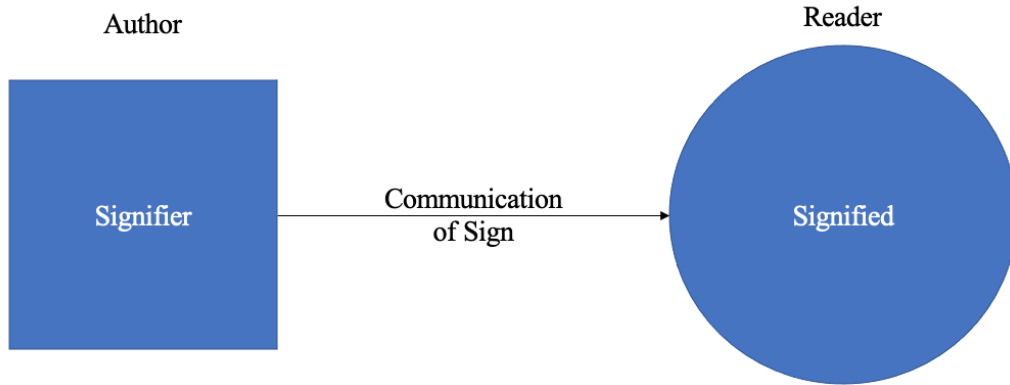 Author
Reader
Signifier
Communication
of Sign
Signified